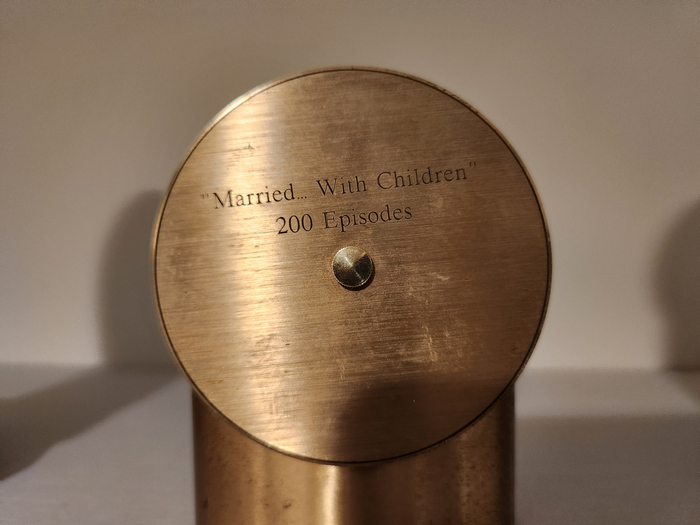 "Married... With Children"
200 Episodes